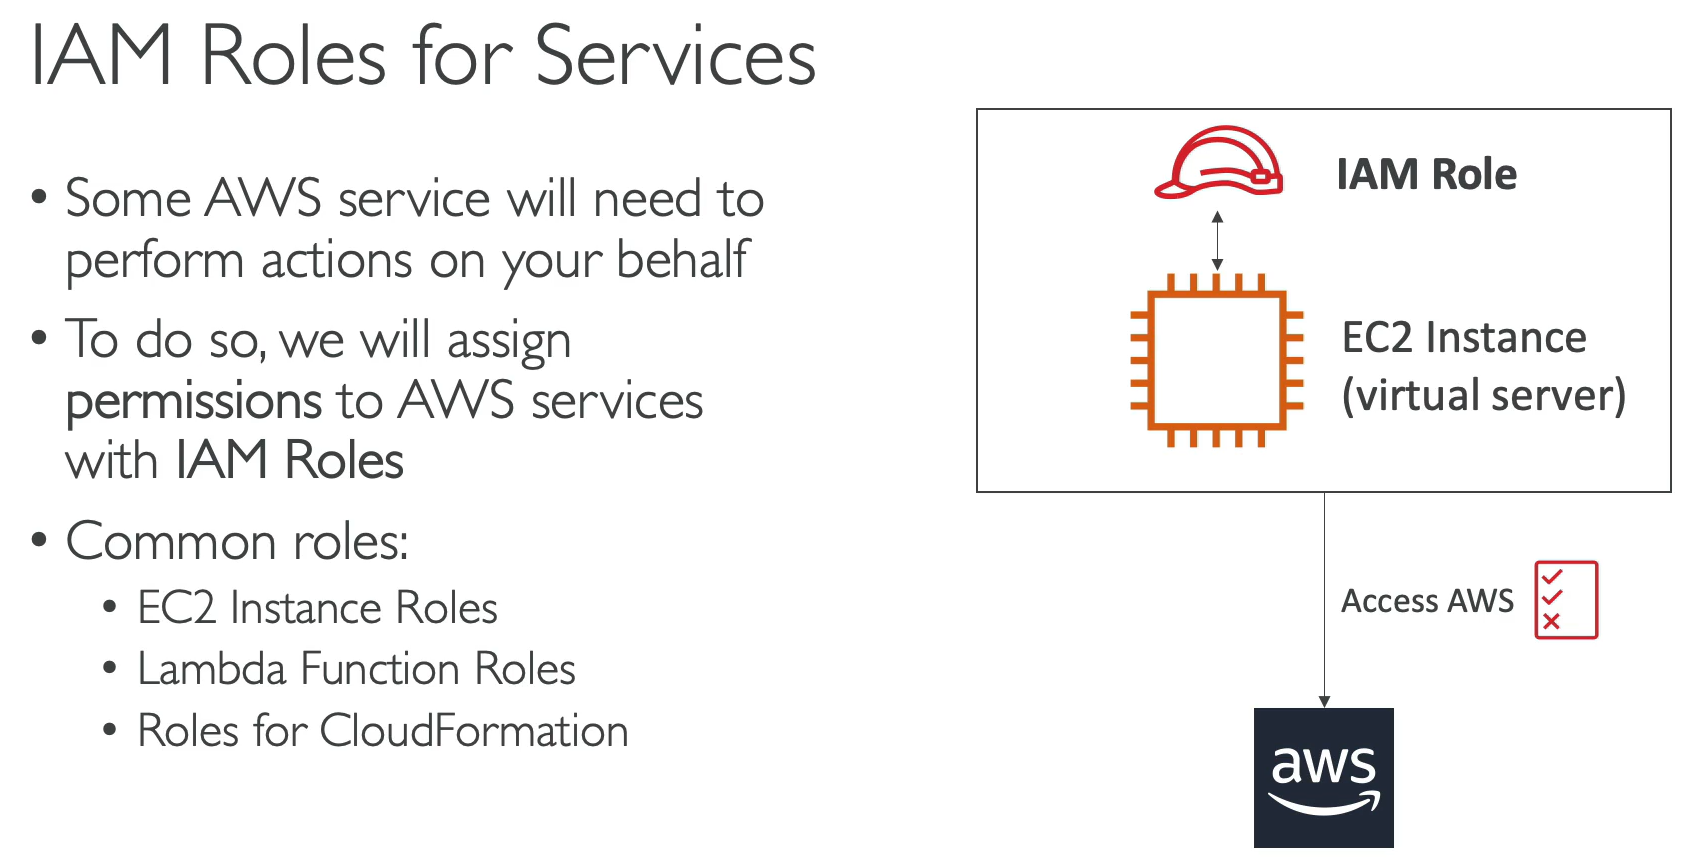 IAM Roles for Services
• Some AWS service will need to
perform actions on your behalf
• To do so, we will assign
permissions to AWS services
with IAM Roles
• Common roles:
• EC2 Instance Roles
• Lambda Function Roles
• Roles for CloudFormation
IAM Role
EC2 Instance
(virtual server)
Access AWS
aws